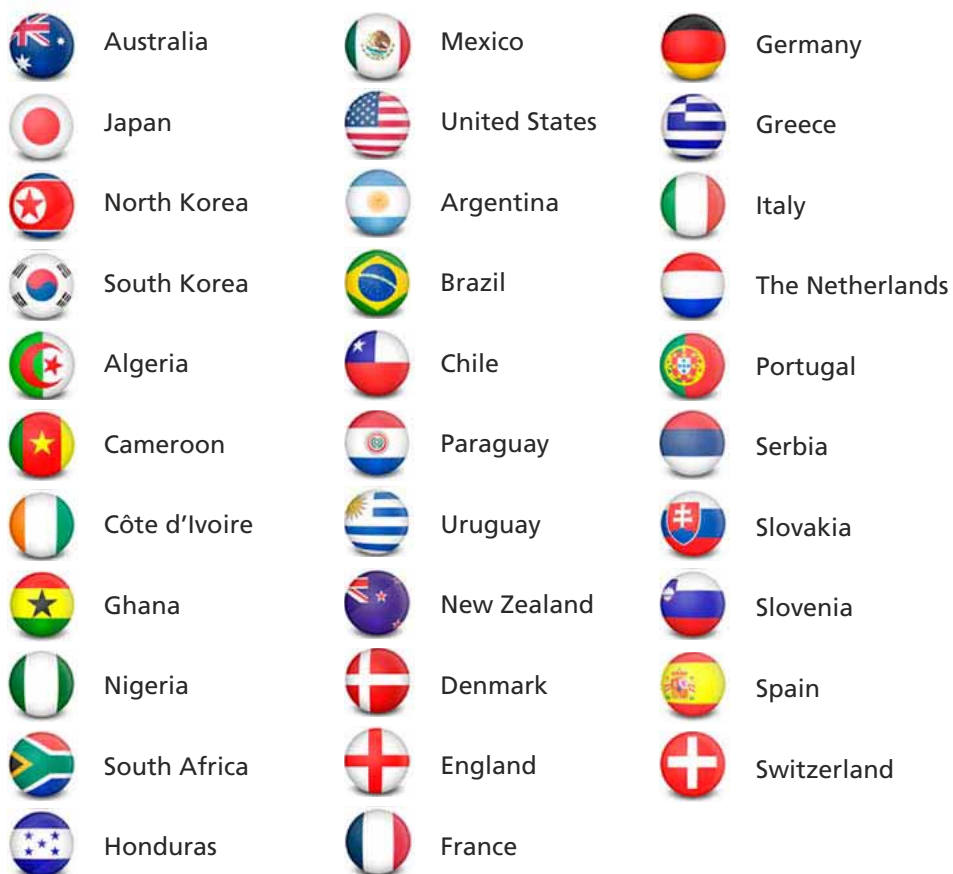 Australia
Japan
North Korea
South Korea
Algeria
Cameroon
Côte d’Ivoire
Ghana
Nigeria
South Africa
Honduras
Mexico
United States
Argentina
Brazil
Chile
Paraguay
Uruguay
New Zealand
Denmark
England
France
Germany
Greece
Italy
The Netherlands
Portugal
Serbia
Slovakia
Slovenia
Spain
Switzerland